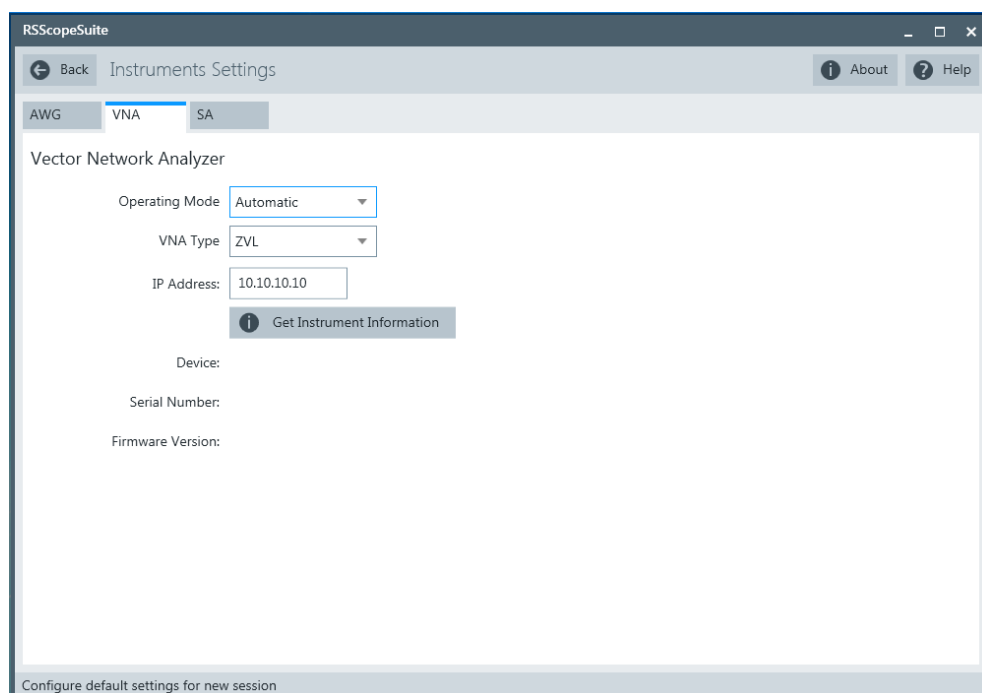 RSScopeSuite
Back Instruments Settings About Help
AWG VNA SA
Vector Network Analyzer
Operating Mode Automatic
VNA Type ZVL
IP Address: 10.10.10.10
Get Instrument Information
Device:
Serial Number:
Firmware Version:
Configure default settings for new session